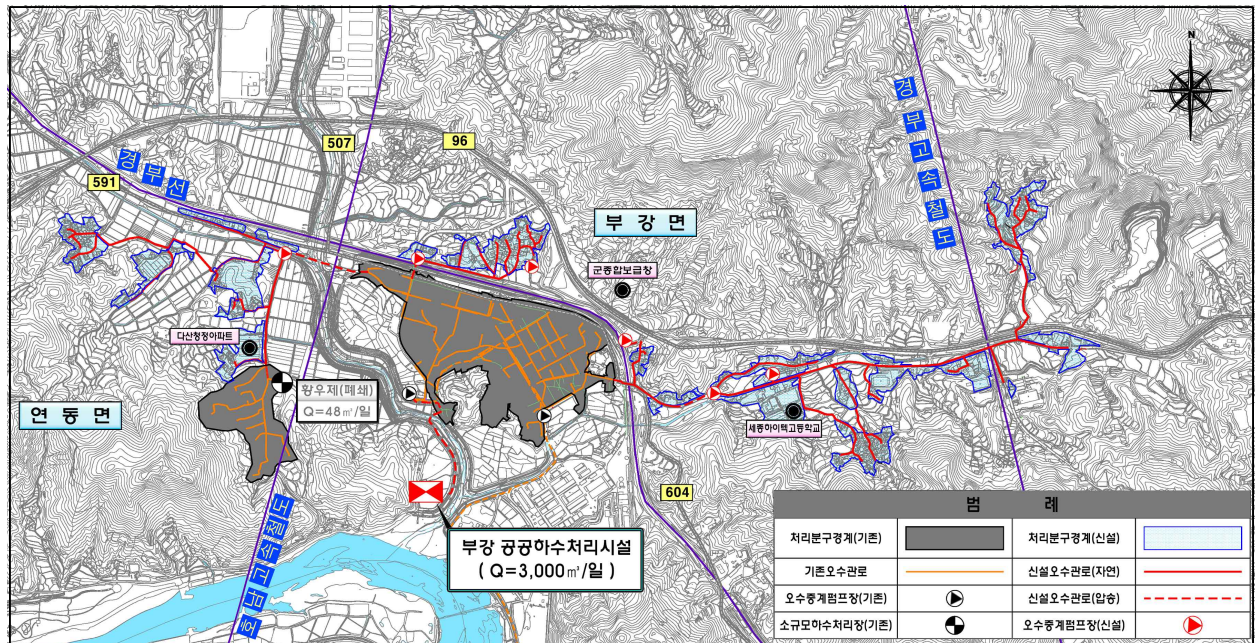 N
경부고속철도
507
96
경부선
591
부강면
군종합보급창
다산청정아파트
황우제(폐쇄)
Q=48㎥/일
연동면
세종하이텍고등학교
604
호남고속철도
부강 공공하수처리시설
( Q=3,000㎥/일 )
범 례
처리분구경계(기존) 처리분구경계(신설)
기존오수관로 신설오수관로(자연)
오수중계펌프장(기존) 신설오수관로(압송)
소규모하수처리장(기존) 오수중계펌프장(신설)